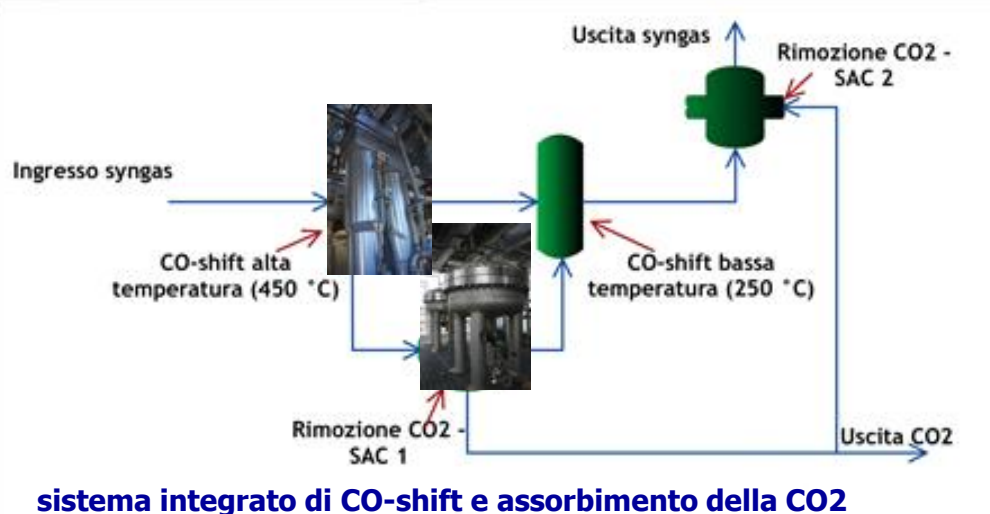 Uscita syngas
Rimozione CO2 -
SAC 2
Ingresso syngas
CO-shift alta
temperatura (450 °C)
CO-shift bassa
temperatura (250 °C)
Rimozione CO2 -
SAC 1
Uscita CO2
sistema integrato di CO-shift e assorbimento della CO2